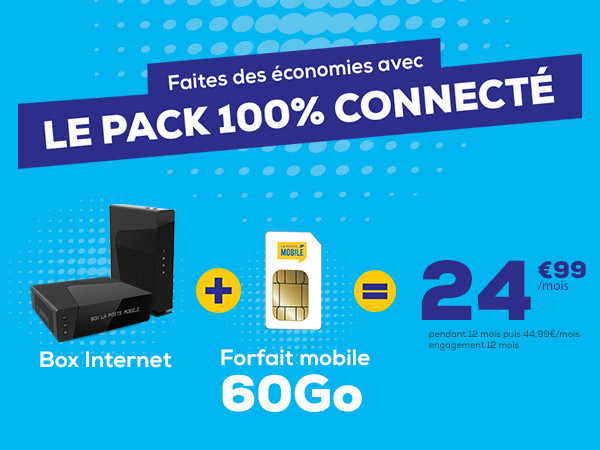 Faites des économies avec
LE PACK 100% CONNECTÉ
LA POSTE
MOBILE
BOX LA POSTE MOBILE
+
=
24 €99
/mois
pendant 12 mois puis 44,99€/mois
engagement 12 mois
Box Internet
Forfait mobile
60Go